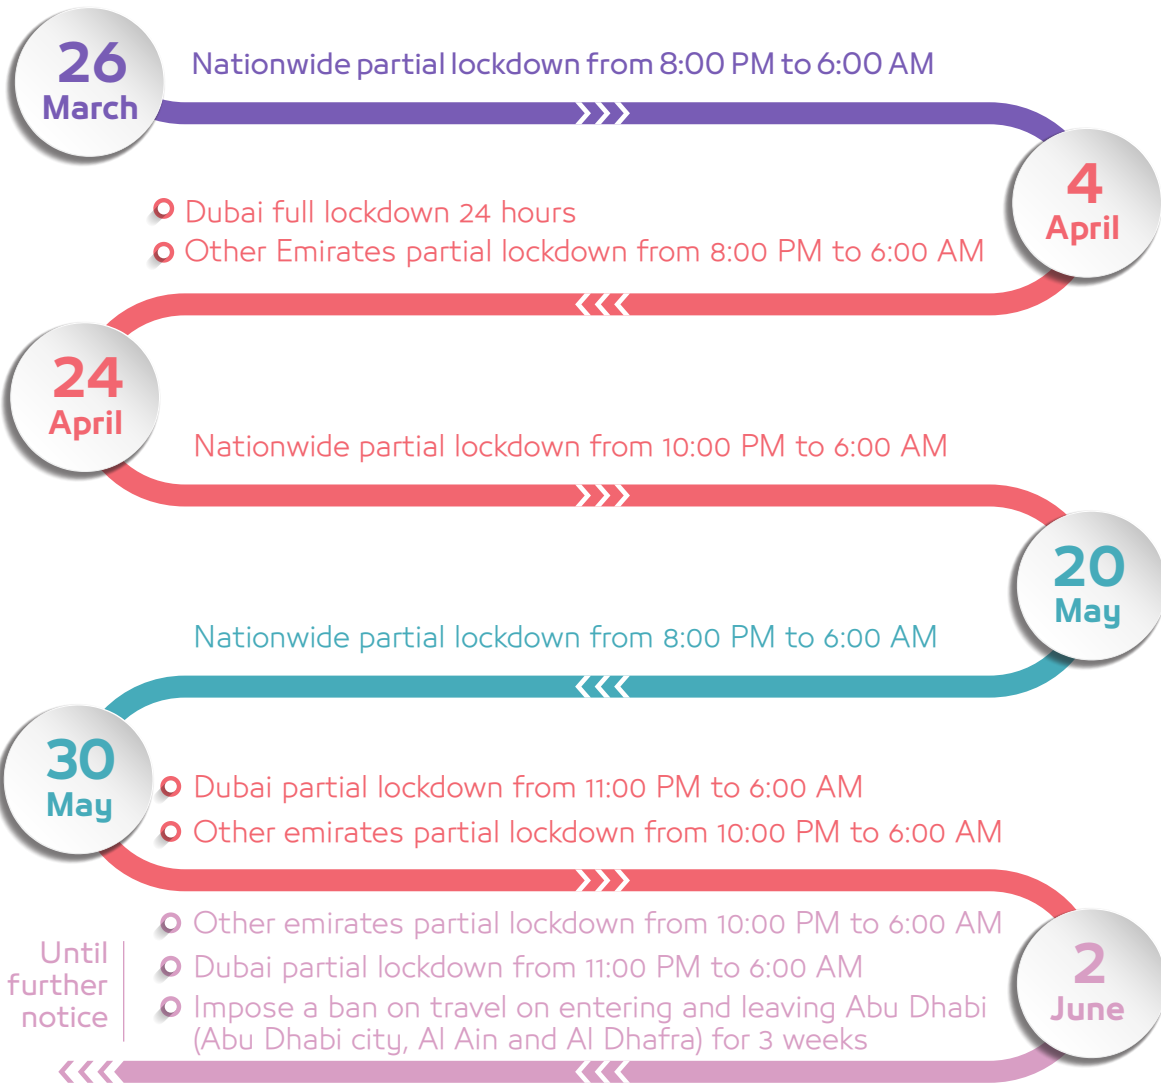 26
March
Nationwide partial lockdown from 8:00 PM to 6:00 AM
4
April
Dubai full lockdown 24 hours
Other Emirates partial lockdown from 8:00 PM to 6:00 AM
24
April
Nationwide partial lockdown from 10:00 PM to 6:00 AM
20
May
Nationwide partial lockdown from 8:00 PM to 6:00 AM
30
May
Dubai partial lockdown from 11:00 PM to 6:00 AM
Other emirates partial lockdown from 10:00 PM to 6:00 AM
2
June
Other emirates partial lockdown from 10:00 PM to 6:00 AM
Dubai partial lockdown from 11:00 PM to 6:00 AM
Impose a ban on travel on entering and leaving Abu Dhabi
(Abu Dhabi city, Al Ain and Al Dhafra) for 3 weeks
Until
further
notice